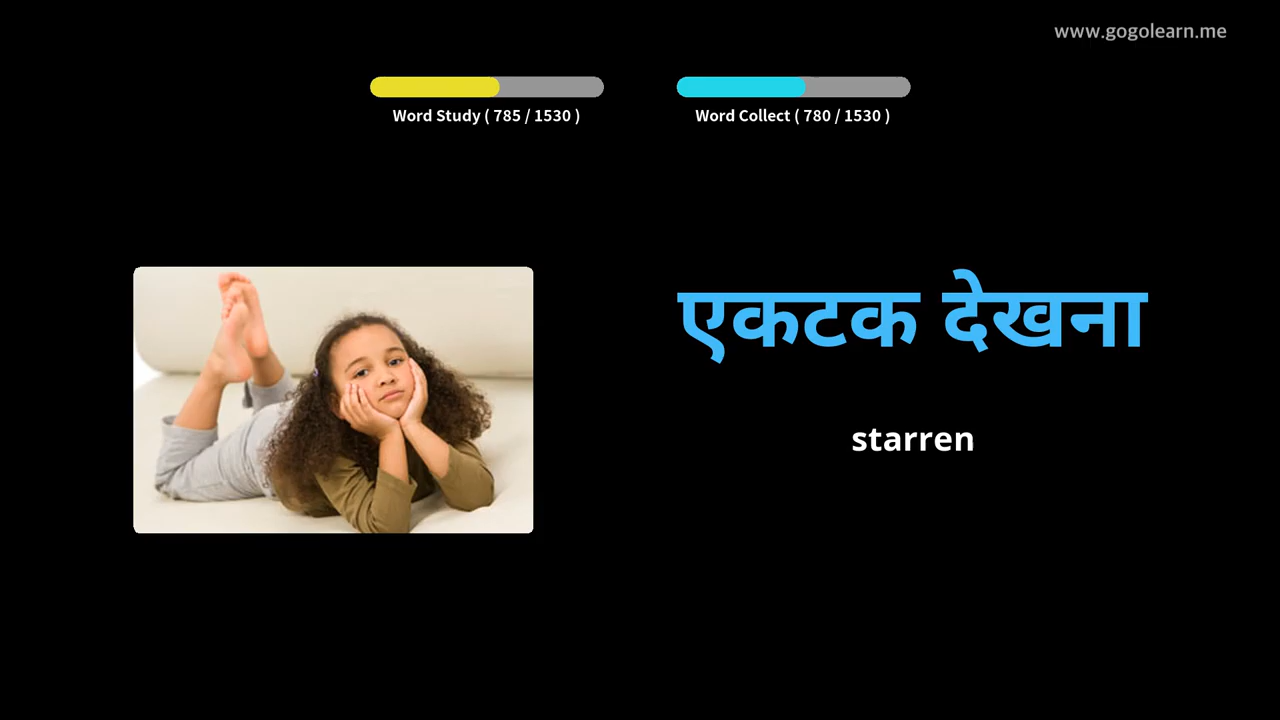 www.gogolearn.me
Word Study ( 785 / 1530 )
Word Collect ( 780 / 1530 )
एकटक देखना
starren